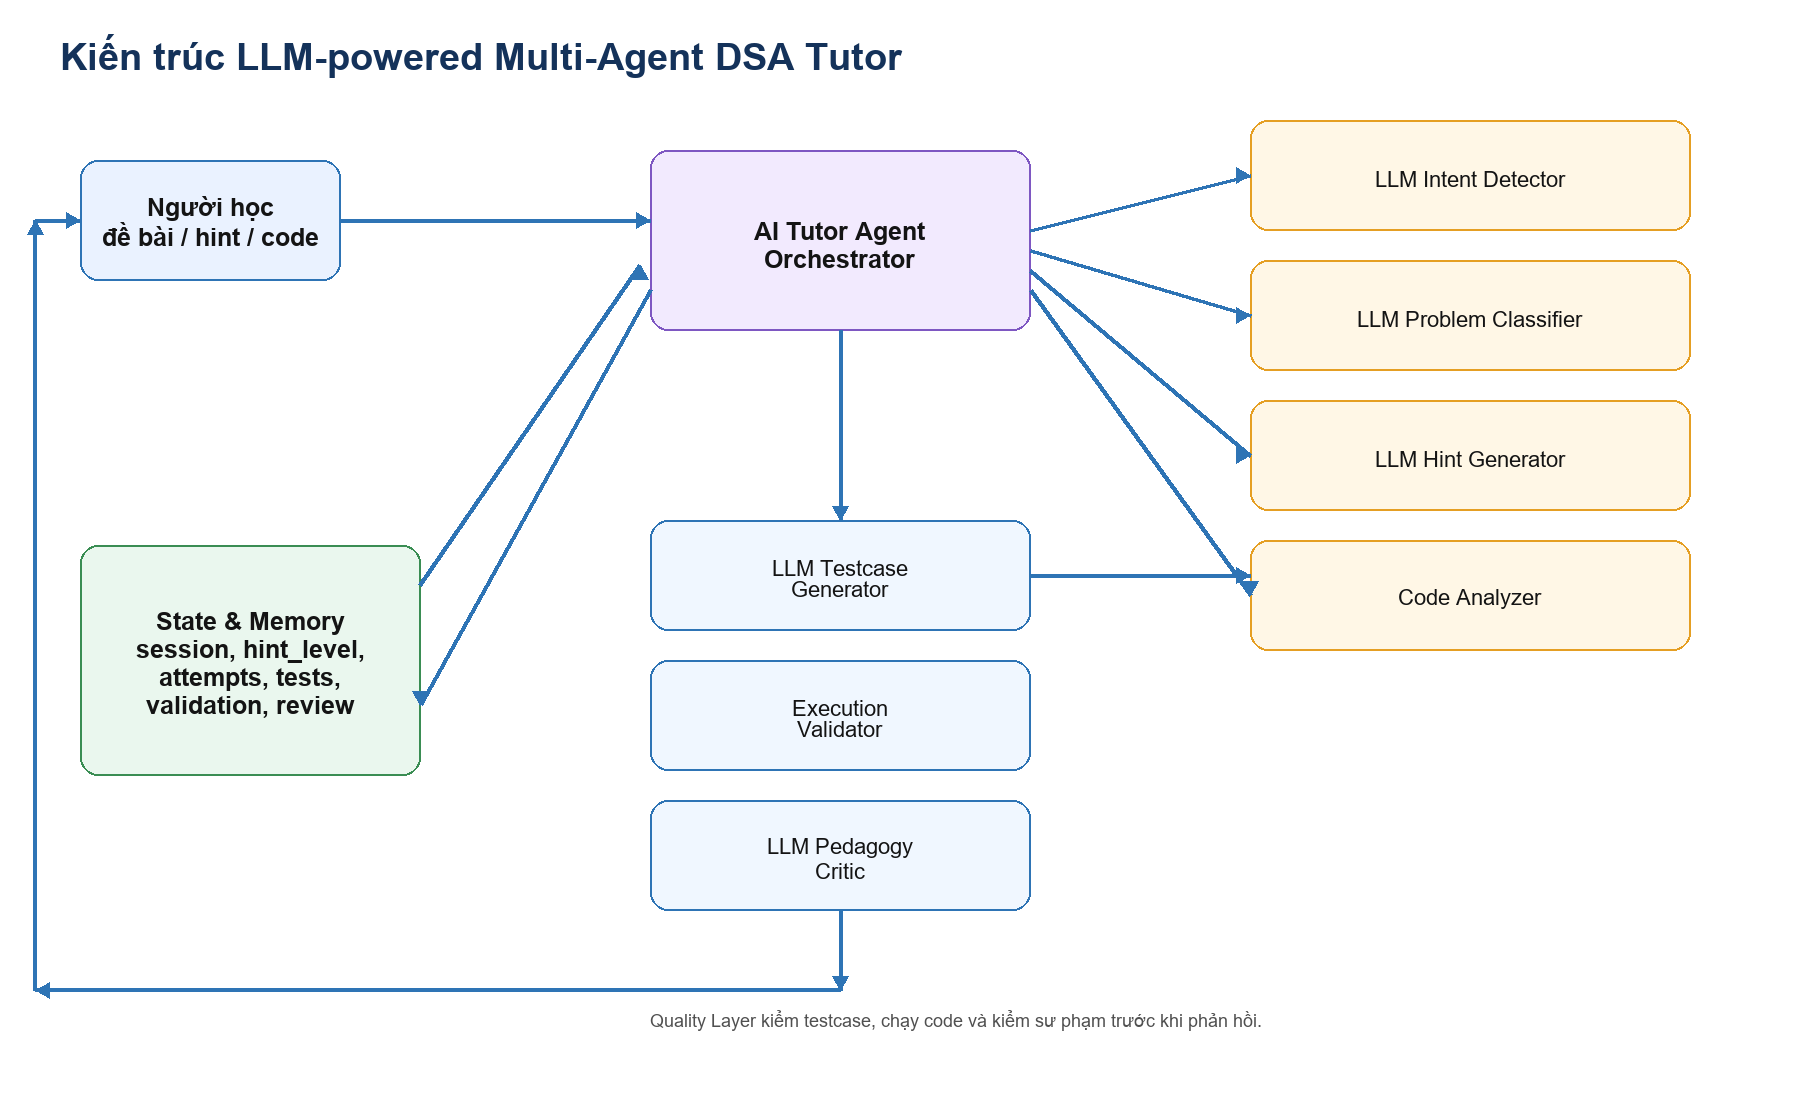 Kiến trúc LLM-powered Multi-Agent DSA Tutor
Người học
đề bài / hint / code
AI Tutor Agent
Orchestrator
LLM Intent Detector
LLM Problem Classifier
LLM Hint Generator
Code Analyzer
State & Memory
session, hint_level,
attempts, tests,
validation, review
LLM Testcase
Generator
Execution
Validator
LLM Pedagogy
Critic
Quality Layer kiểm testcase, chạy code và kiểm sư phạm trước khi phản hồi.